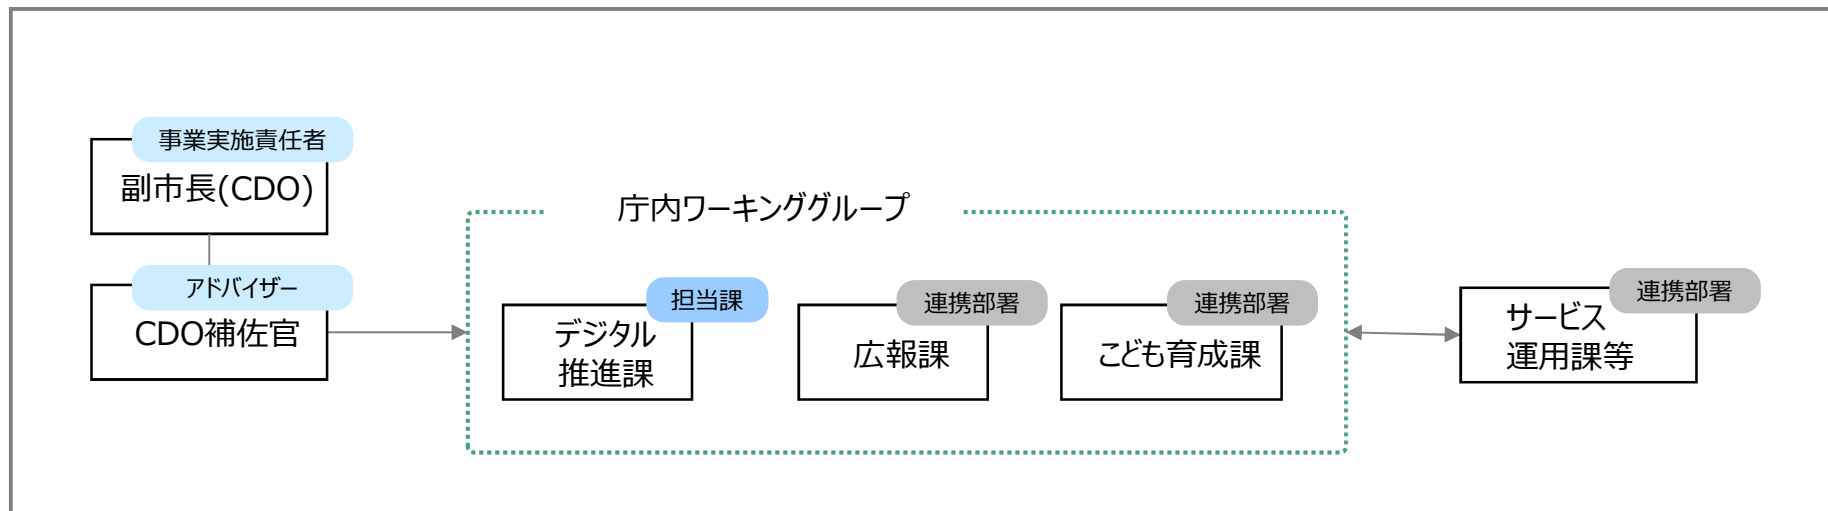 事業実施責任者
副市長(CDO)
アドバイザー
CDO補佐官
庁内ワーキンググループ
担当課
デジタル
推進課
連携部署
広報課
連携部署
こども育成課
連携部署
サービス
運用課等